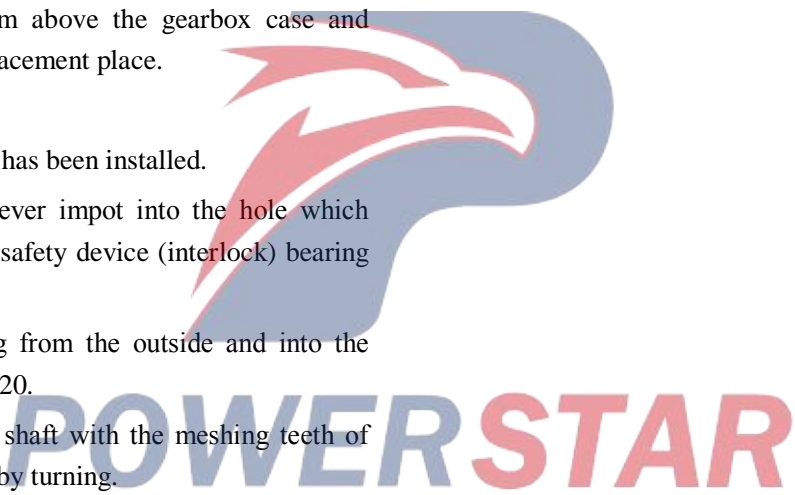 m above the gearbox case and
acement place.
has been installed.
ever impot into the hole which
safety device (interlock) bearing
g from the outside and into the
20.
shaft with the meshing teeth of
by turning.
POWERSTAR